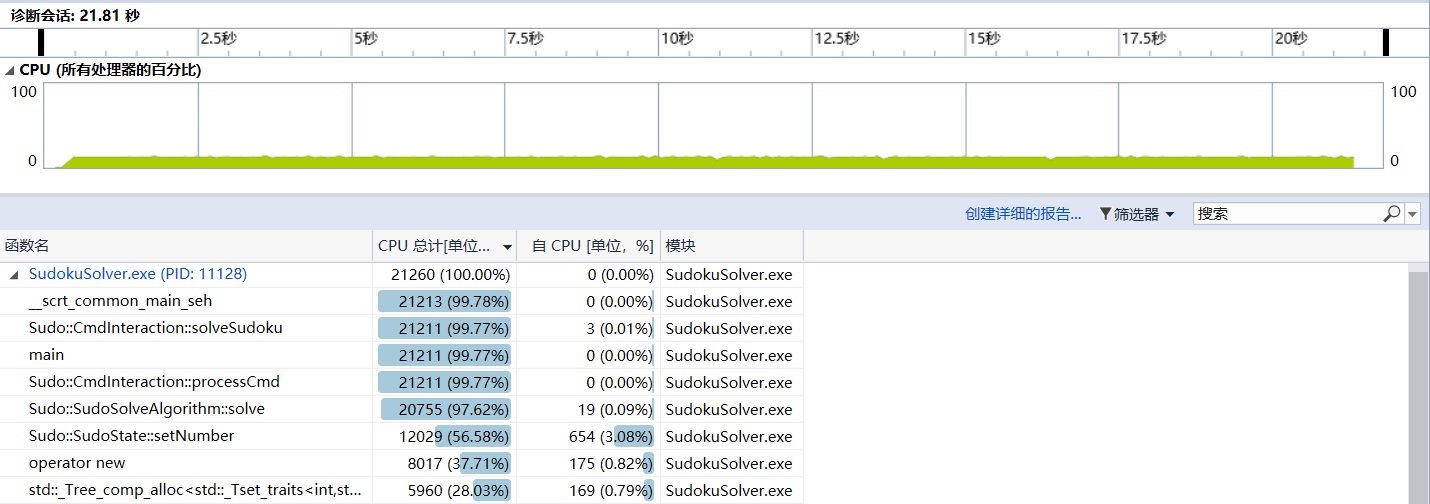 诊断会话: 21.81 秒
2.5秒 5秒 7.5秒 10秒 12.5秒 15秒 17.5秒 20秒
CPU (所有处理器的百分比)
100 100
0 0
创建详细的报告... 筛选器 搜索
函数名 CPU 总计[单位... 自 CPU [单位，%] 模块
SudokuSolver.exe (PID: 11128) 21260 (100.00%) 0 (0.00%) SudokuSolver.exe
__scrt_common_main_seh 21213 (99.78%) 0 (0.00%) SudokuSolver.exe
Sudo::CmdInteraction::solveSudoku 21211 (99.77%) 3 (0.01%) SudokuSolver.exe
main 21211 (99.77%) 0 (0.00%) SudokuSolver.exe
Sudo::CmdInteraction::processCmd 21211 (99.77%) 0 (0.00%) SudokuSolver.exe
Sudo::SudoSolveAlgorithm::solve 20755 (97.62%) 19 (0.09%) SudokuSolver.exe
Sudo::SudoState::setNumber 12029 (56.58%) 654 (3.08%) SudokuSolver.exe
operator new 8017 (37.71%) 175 (0.82%) SudokuSolver.exe
std::_Tree_comp_alloc<std::_Tset_traits<int,st... 5960 (28.03%) 169 (0.79%) SudokuSolver.exe